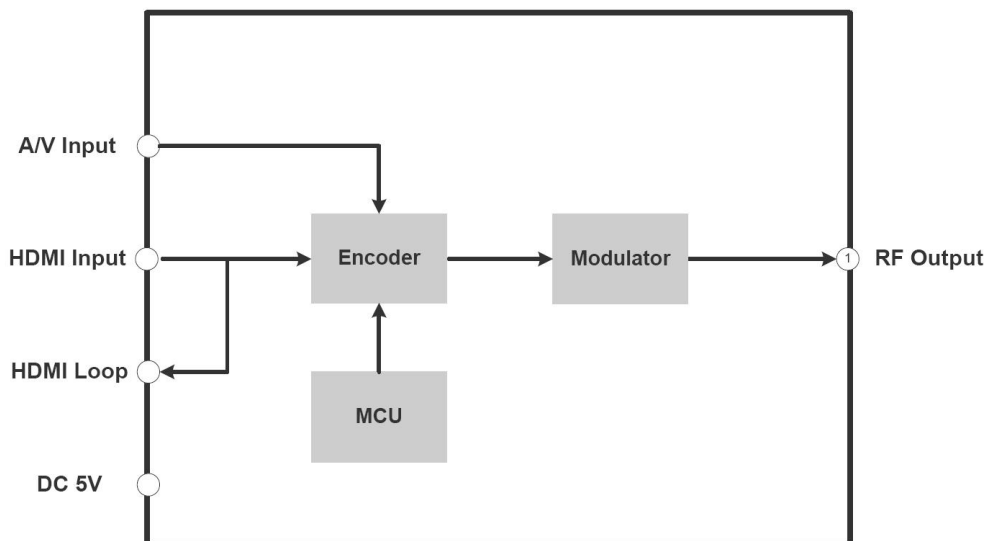 A/V Input
HDMI Input
Encoder
Modulator
1
RF Output
HDMI Loop
MCU
DC 5V